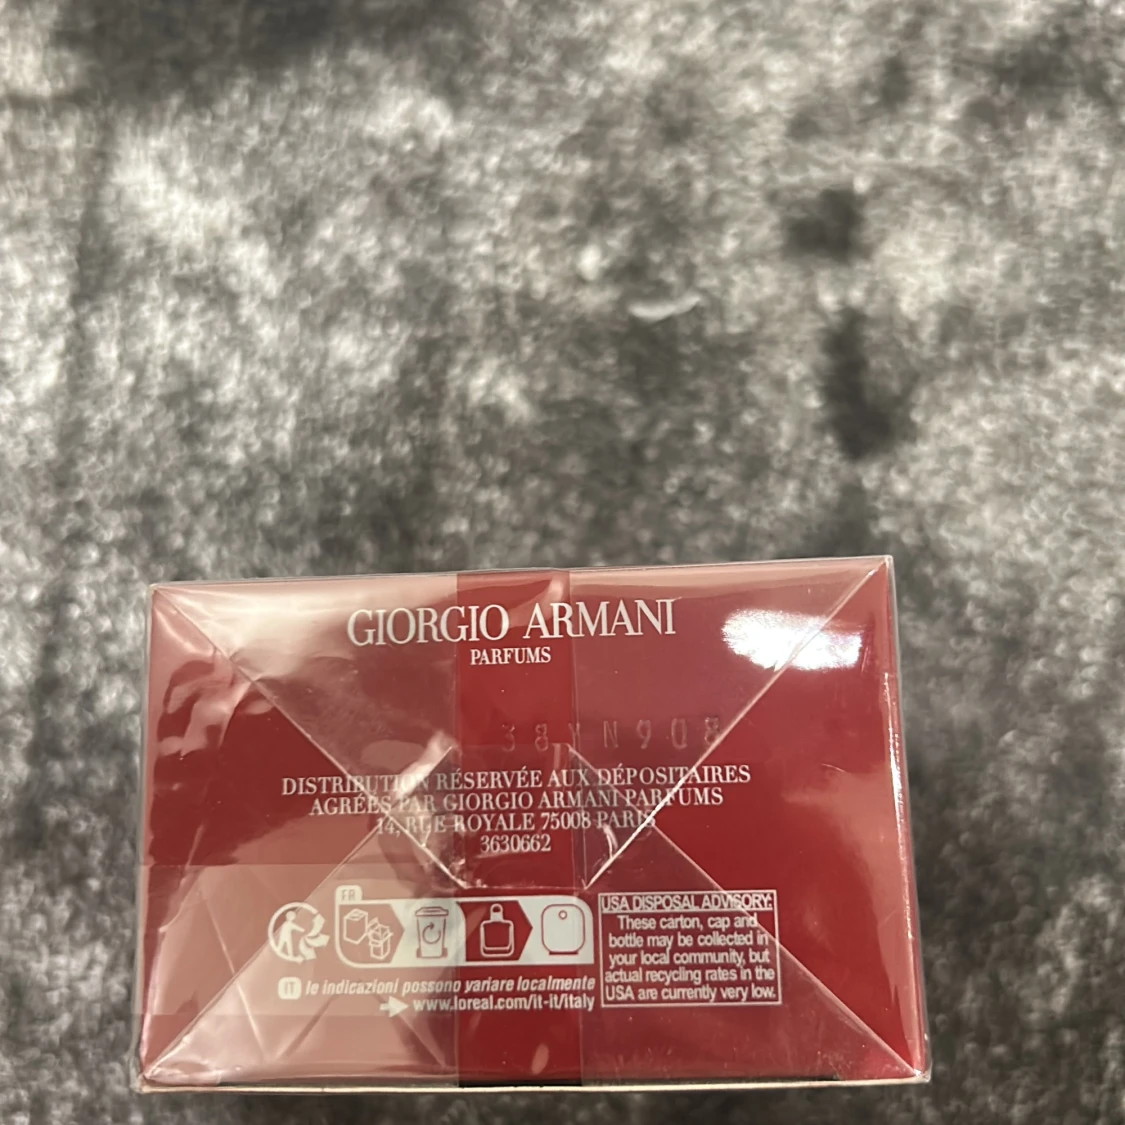 GIORGIO ARMANI
PARFUMS
38YN908
DISTRIBUTION RÉSERVÉE AUX DÉPOSITAIRES
AGRÉÉS PAR GIORGIO ARMANI PARFUMS
14, RUE ROYALE 75008 PARIS
3630662
FR
IT le indicazioni possono variare localmente
www.loreal.com/it-it/italy
USA DISPOSAL ADVISORY:
These carton, cap and
bottle may be collected in
your local community, but
actual recycling rates in the
USA are currently very low.